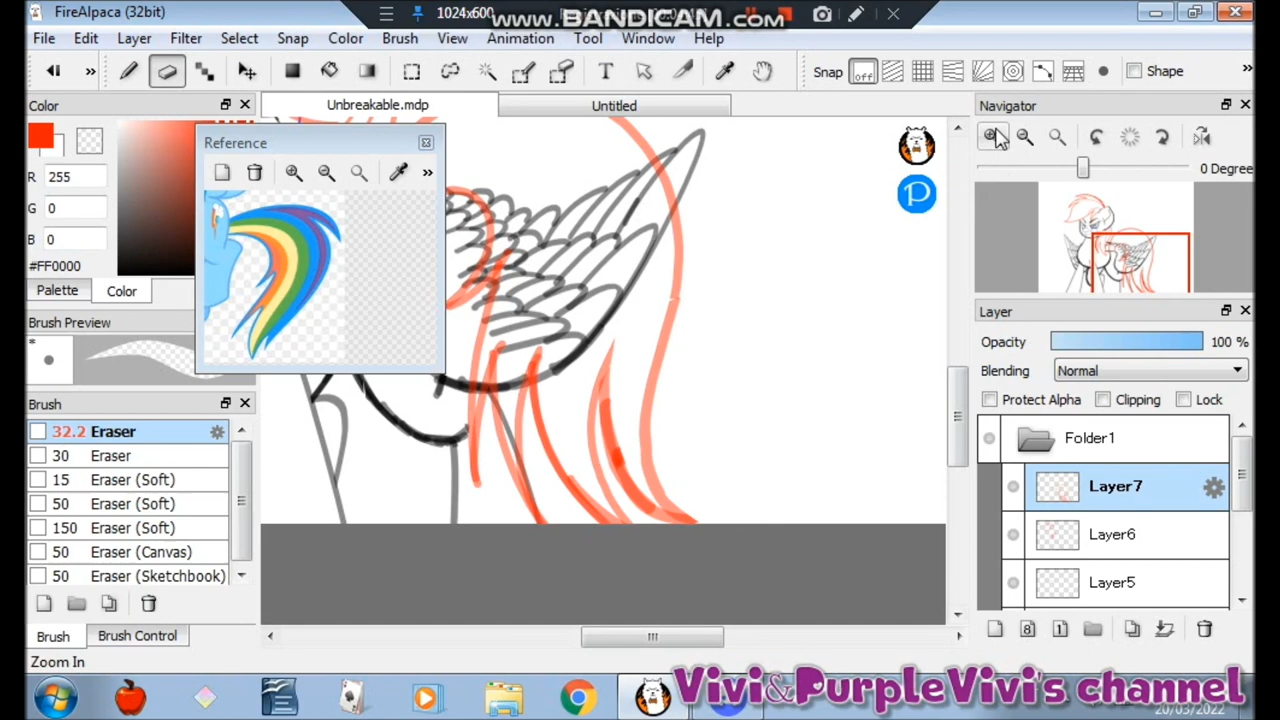 FireAlpaca (32bit)
1024x600
WWW.BANDICAM.COM
File Edit Layer Filter Select Snap Color Brush View Animation Tool Window Help
Snap off Shape
Color
Unbreakable.mdp
Untitled
Navigator
Reference
0 Degree
R 255
G 0
B 0
#FF0000
Palette Color
Brush Preview
*
Layer
Opacity 100 %
Blending Normal
Protect Alpha Clipping Lock
Folder1
Layer7
Layer6
Layer5
Brush
32.2 Eraser
30 Eraser
15 Eraser (Soft)
50 Eraser (Soft)
150 Eraser (Soft)
50 Eraser (Canvas)
50 Eraser (Sketchbook)
8 1
Brush Brush Control
Zoom In
Vivi&PurpleVivi's channel
20/03/2022